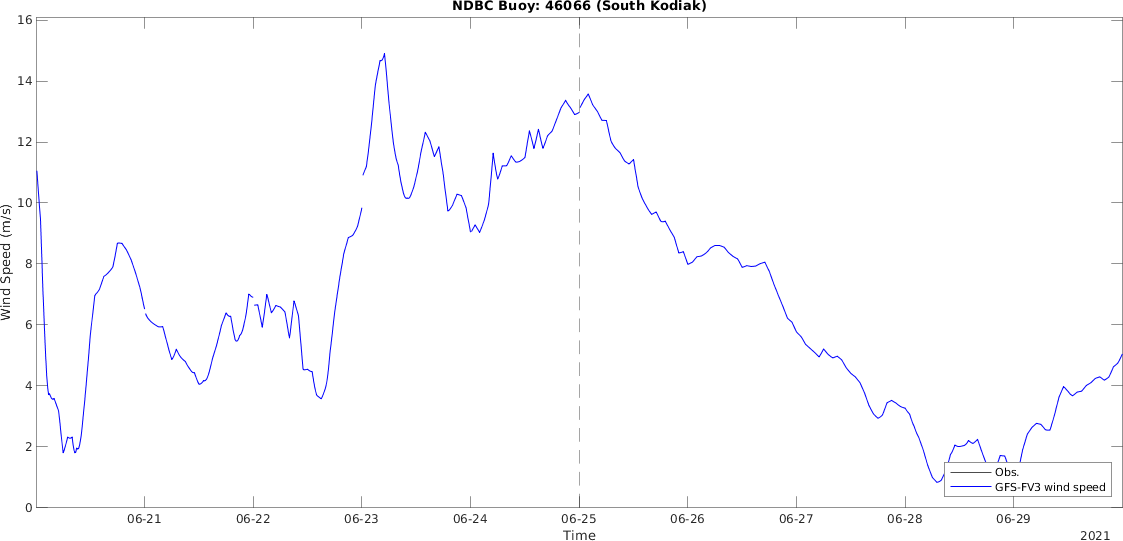 NDBC Buoy: 46066 (South Kodiak)
16
14
12
10
8
6
4
2
0
Wind Speed (m/s)
Obs.
GFS-FV3 wind speed
06-21 06-22 06-23 06-24 06-25 06-26 06-27 06-28 06-29
Time
2021